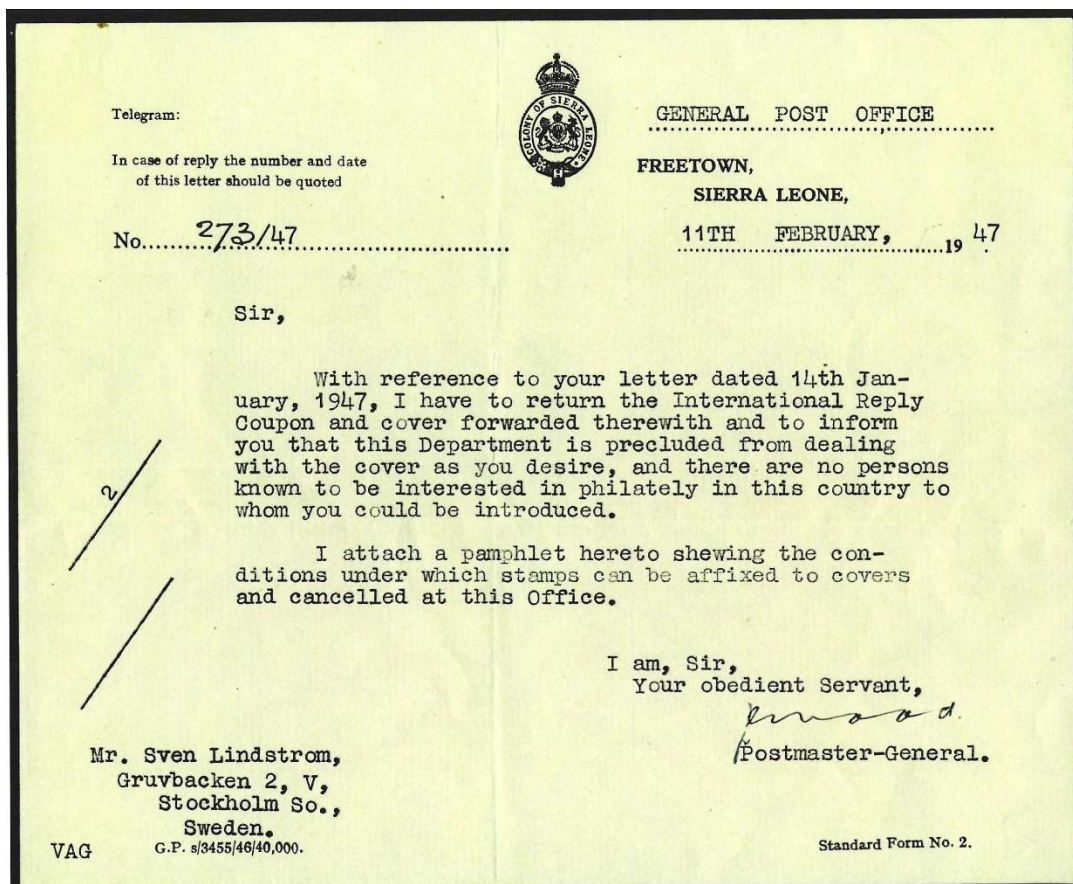 Telegram:
In case of reply the number and date
of this letter should be quoted
No. 273/47
COLONY OF SIERRA LEONE
GENERAL POST OFFICE
FREETOWN,
SIERRA LEONE,
11TH FEBRUARY, 1947
Sir,
With reference to your letter dated 14th Jan-
uary, 1947, I have to return the International Reply
Coupon and cover forwarded therewith and to inform
you that this Department is precluded from dealing
with the cover as you desire, and there are no persons
known to be interested in philately in this country to
whom you could be introduced.
I attach a pamphlet hereto shewing the con-
ditions under which stamps can be affixed to covers
and cancelled at this Office.
2
I am, Sir,
Your obedient Servant,
Postmaster-General.
Mr. Sven Lindstrom,
Gruvbacken 2, V,
Stockholm So.,
Sweden.
VAG
G.P. s/3455/46/40,000.
Standard Form No. 2.